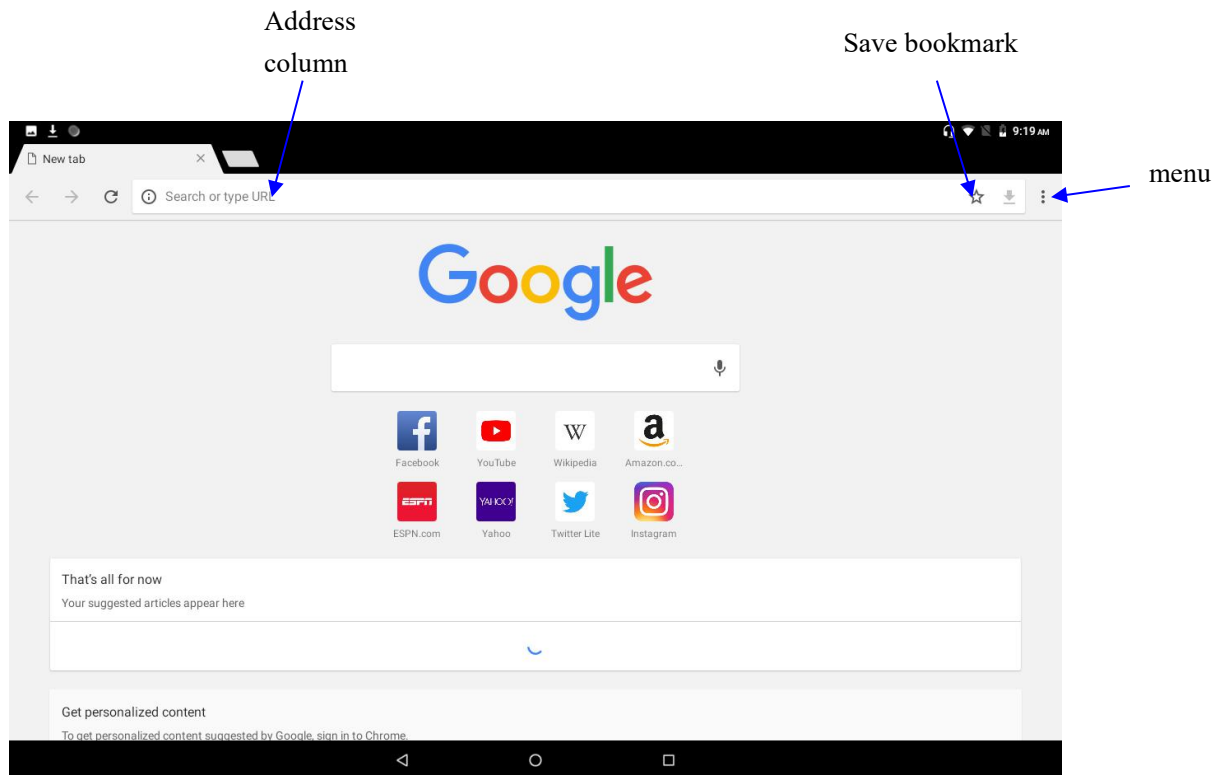 Address
column
Save bookmark
menu
9:19 AM
New tab
Search or type URL
Google
Facebook
YouTube
Wikipedia
Amazon.co...
ESPN
YAHOO!
ESPN.com
Yahoo
Twitter Lite
Instagram
That's all for now
Your suggested articles appear here
Get personalized content
To get personalized content suggested by Google, sign in to Chrome.